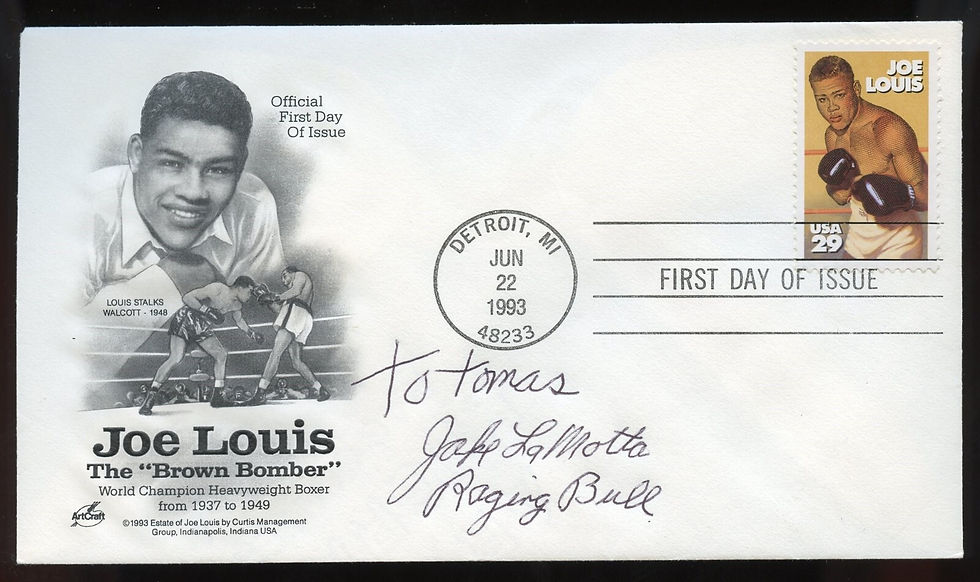 Official
First Day
Of Issue
JOE
LOUIS
USA
29
DETROIT, MI
JUN
22
1993
48233
FIRST DAY OF ISSUE
LOUIS STALKS
WALCOTT - 1948
To Tomas
Jake LaMotta
Raging Bull
Joe Louis
The “Brown Bomber”
World Champion Heavyweight Boxer
from 1937 to 1949
ArtCraft
©1993 Estate of Joe Louis by Curtis Management
Group, Indianapolis, Indiana USA